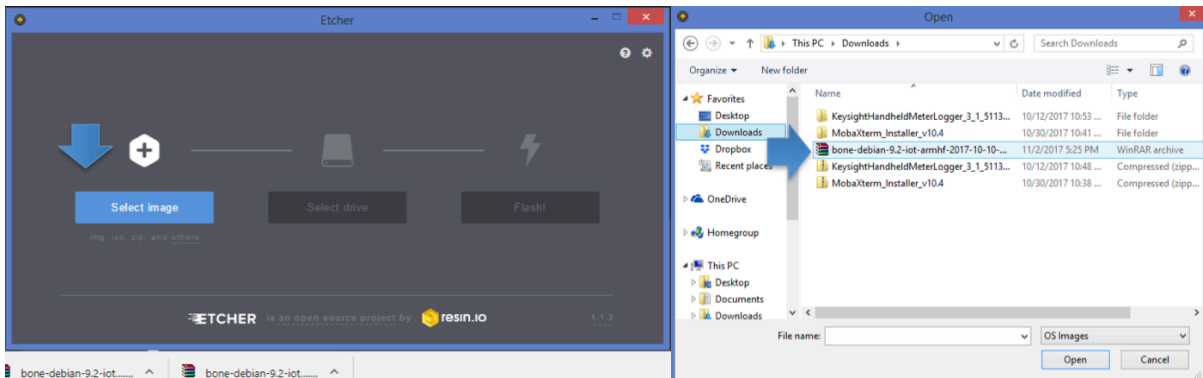 Etcher
Select image
Select drive
Flash!
img, iso, zip, and others
ETCHER is an open source project by resin.io
1.1.2
bone-debian-9.2-iot.......
bone-debian-9.2-iot.......
Open
This PC
Downloads
Search Downloads
Organize
New folder
Name
Date modified
Type
Favorites
Desktop
Downloads
Dropbox
Recent places
OneDrive
Homegroup
This PC
Desktop
Documents
Downloads
KeysightHandheldMeterLogger_3_1_5113... 10/12/2017 10:53 ... File folder
MobaXterm_Installer_v10.4 10/30/2017 10:41 ... File folder
bone-debian-9.2-iot-armhf-2017-10-10-... 11/2/2017 5:25 PM WinRAR archive
KeysightHandheldMeterLogger_3_1_5113... 10/12/2017 10:48 ... Compressed (zipp...
MobaXterm_Installer_v10.4 10/30/2017 10:38 ... Compressed (zipp...
File name:
OS Images
Open
Cancel